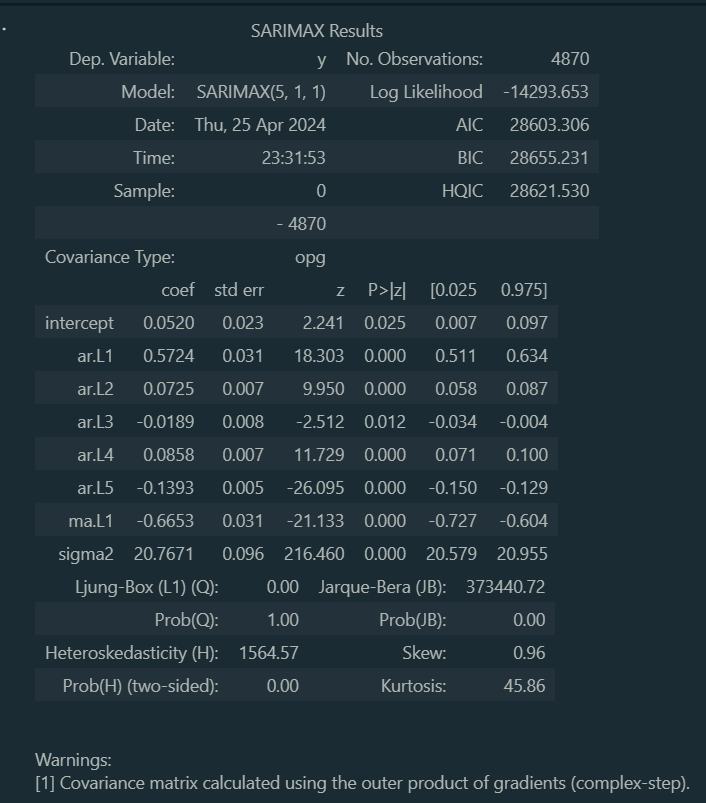 SARIMAX Results
Dep. Variable: y No. Observations: 4870
Model: SARIMAX(5, 1, 1) Log Likelihood -14293.653
Date: Thu, 25 Apr 2024 AIC 28603.306
Time: 23:31:53 BIC 28655.231
Sample: 0 HQIC 28621.530
- 4870
Covariance Type: opg
coef std err z P>|z| [0.025 0.975]
intercept 0.0520 0.023 2.241 0.025 0.007 0.097
ar.L1 0.5724 0.031 18.303 0.000 0.511 0.634
ar.L2 0.0725 0.007 9.950 0.000 0.058 0.087
ar.L3 -0.0189 0.008 -2.512 0.012 -0.034 -0.004
ar.L4 0.0858 0.007 11.729 0.000 0.071 0.100
ar.L5 -0.1393 0.005 -26.095 0.000 -0.150 -0.129
ma.L1 -0.6653 0.031 -21.133 0.000 -0.727 -0.604
sigma2 20.7671 0.096 216.460 0.000 20.579 20.955
Ljung-Box (L1) (Q): 0.00 Jarque-Bera (JB): 373440.72
Prob(Q): 1.00 Prob(JB): 0.00
Heteroskedasticity (H): 1564.57 Skew: 0.96
Prob(H) (two-sided): 0.00 Kurtosis: 45.86
Warnings:
[1] Covariance matrix calculated using the outer product of gradients (complex-step).